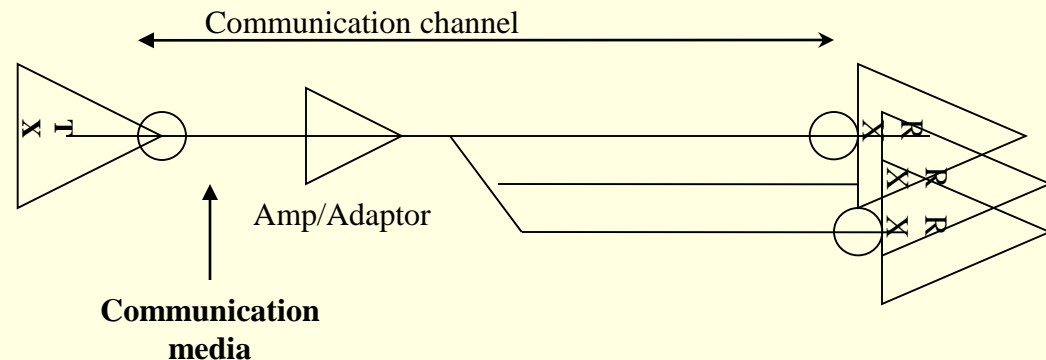 Communication channel
TX
RX
RX
RX
Amp/Adaptor
Communication
media